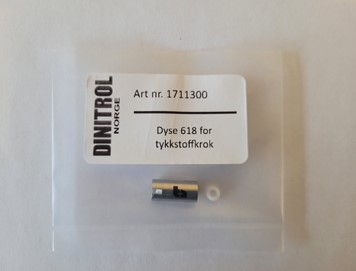 DINITROL
NORGE
Art nr. 1711300
Dyse 618 for
tykkstoffkrok